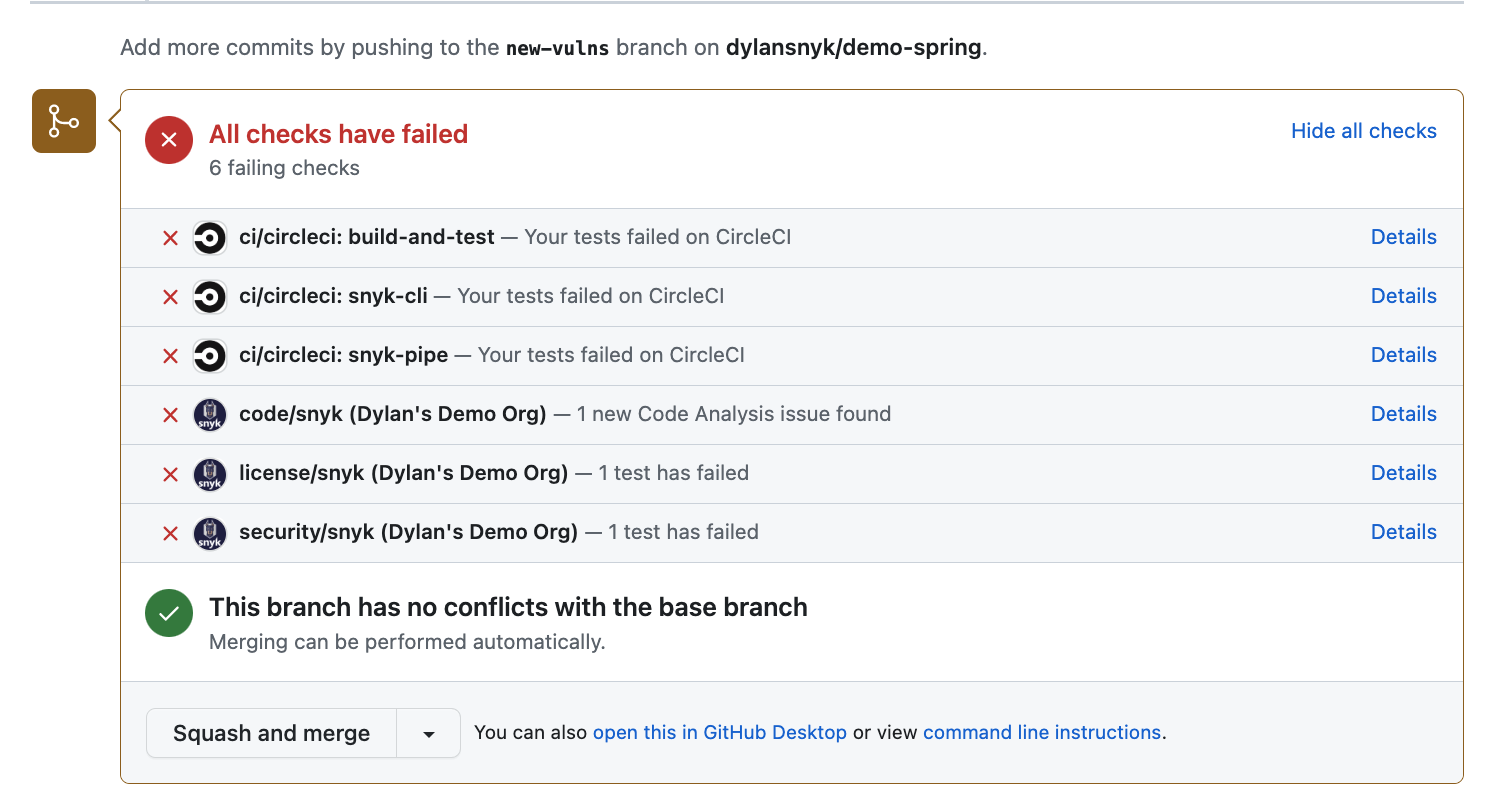 Add more commits by pushing to the new-vulns branch on dylansnyk/demo-spring.
All checks have failed
Hide all checks
6 failing checks
ci/circleci: build-and-test — Your tests failed on CircleCI
Details
ci/circleci: snyk-cli — Your tests failed on CircleCI
Details
ci/circleci: snyk-pipe — Your tests failed on CircleCI
Details
snyk
code/snyk (Dylan's Demo Org) — 1 new Code Analysis issue found
Details
snyk
license/snyk (Dylan's Demo Org) — 1 test has failed
Details
snyk
security/snyk (Dylan's Demo Org) — 1 test has failed
Details
This branch has no conflicts with the base branch
Merging can be performed automatically.
Squash and merge
You can also open this in GitHub Desktop or view command line instructions.